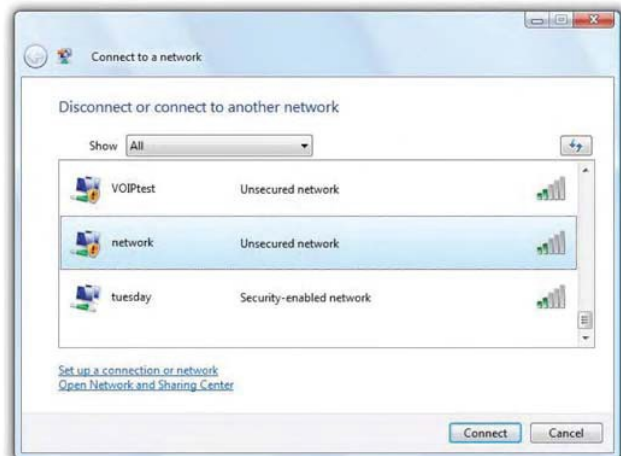 Connect to a network
Disconnect or connect to another network
Show All
VOIPtest Unsecured network
network Unsecured network
tuesday Security-enabled network
Set up a connection or network
Open Network and Sharing Center
Connect Cancel